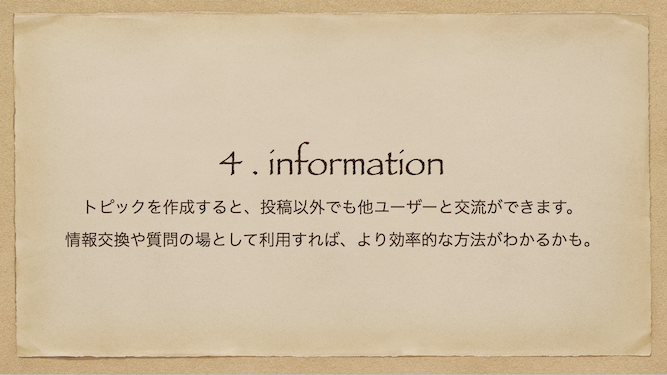 4 . information
トピックを作成すると、投稿以外でも他ユーザーと交流ができます。
情報交換や質問の場として利用すれば、より効率的な方法がわかるかも。